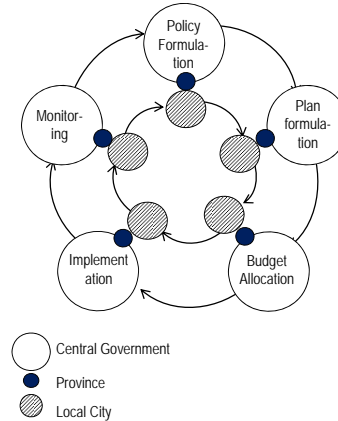 Policy
Formula-
tion
Monitor-
ing
Plan
formula-
tion
Implement
ation
Budget
Allocation
Central Government
Province
Local City